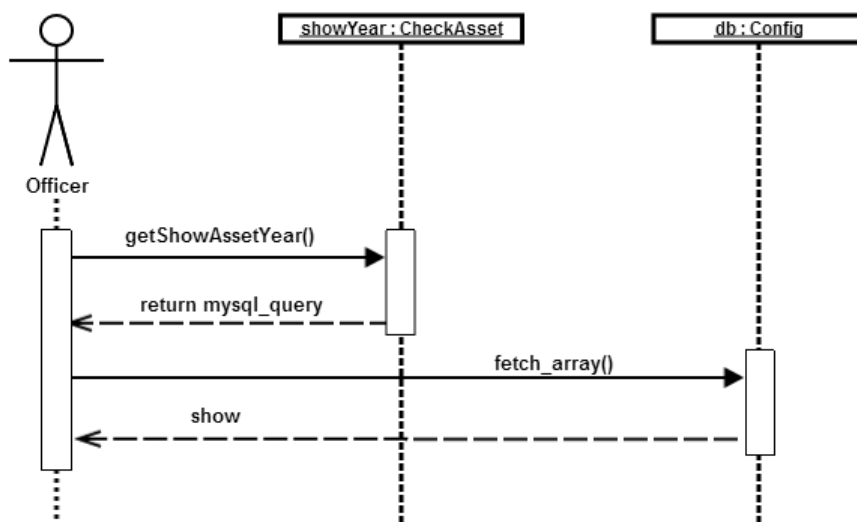 showYear : CheckAsset
db : Config
Officer
getShowAssetYear()
return mysql_query
fetch_array()
show